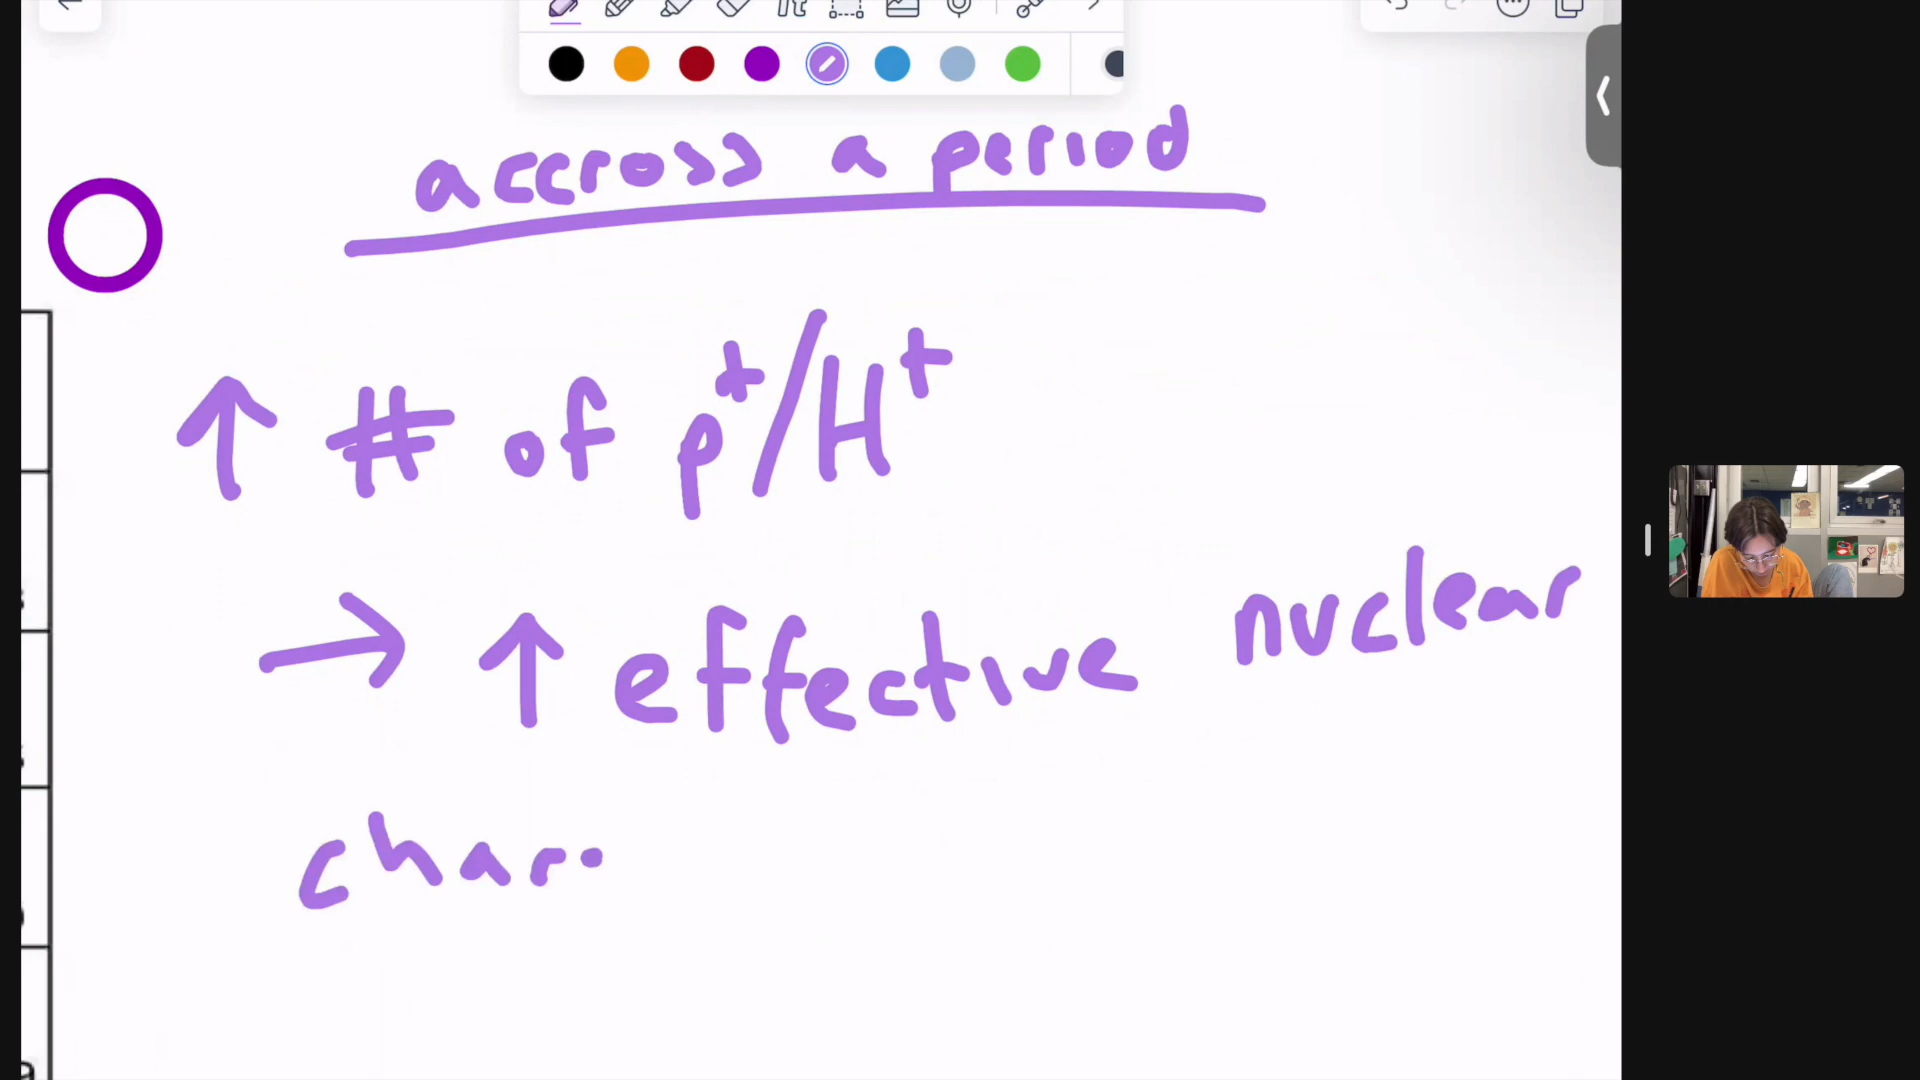 accross a period
↑ # of p⁺/H⁺
→ ↑ effective nuclear
char